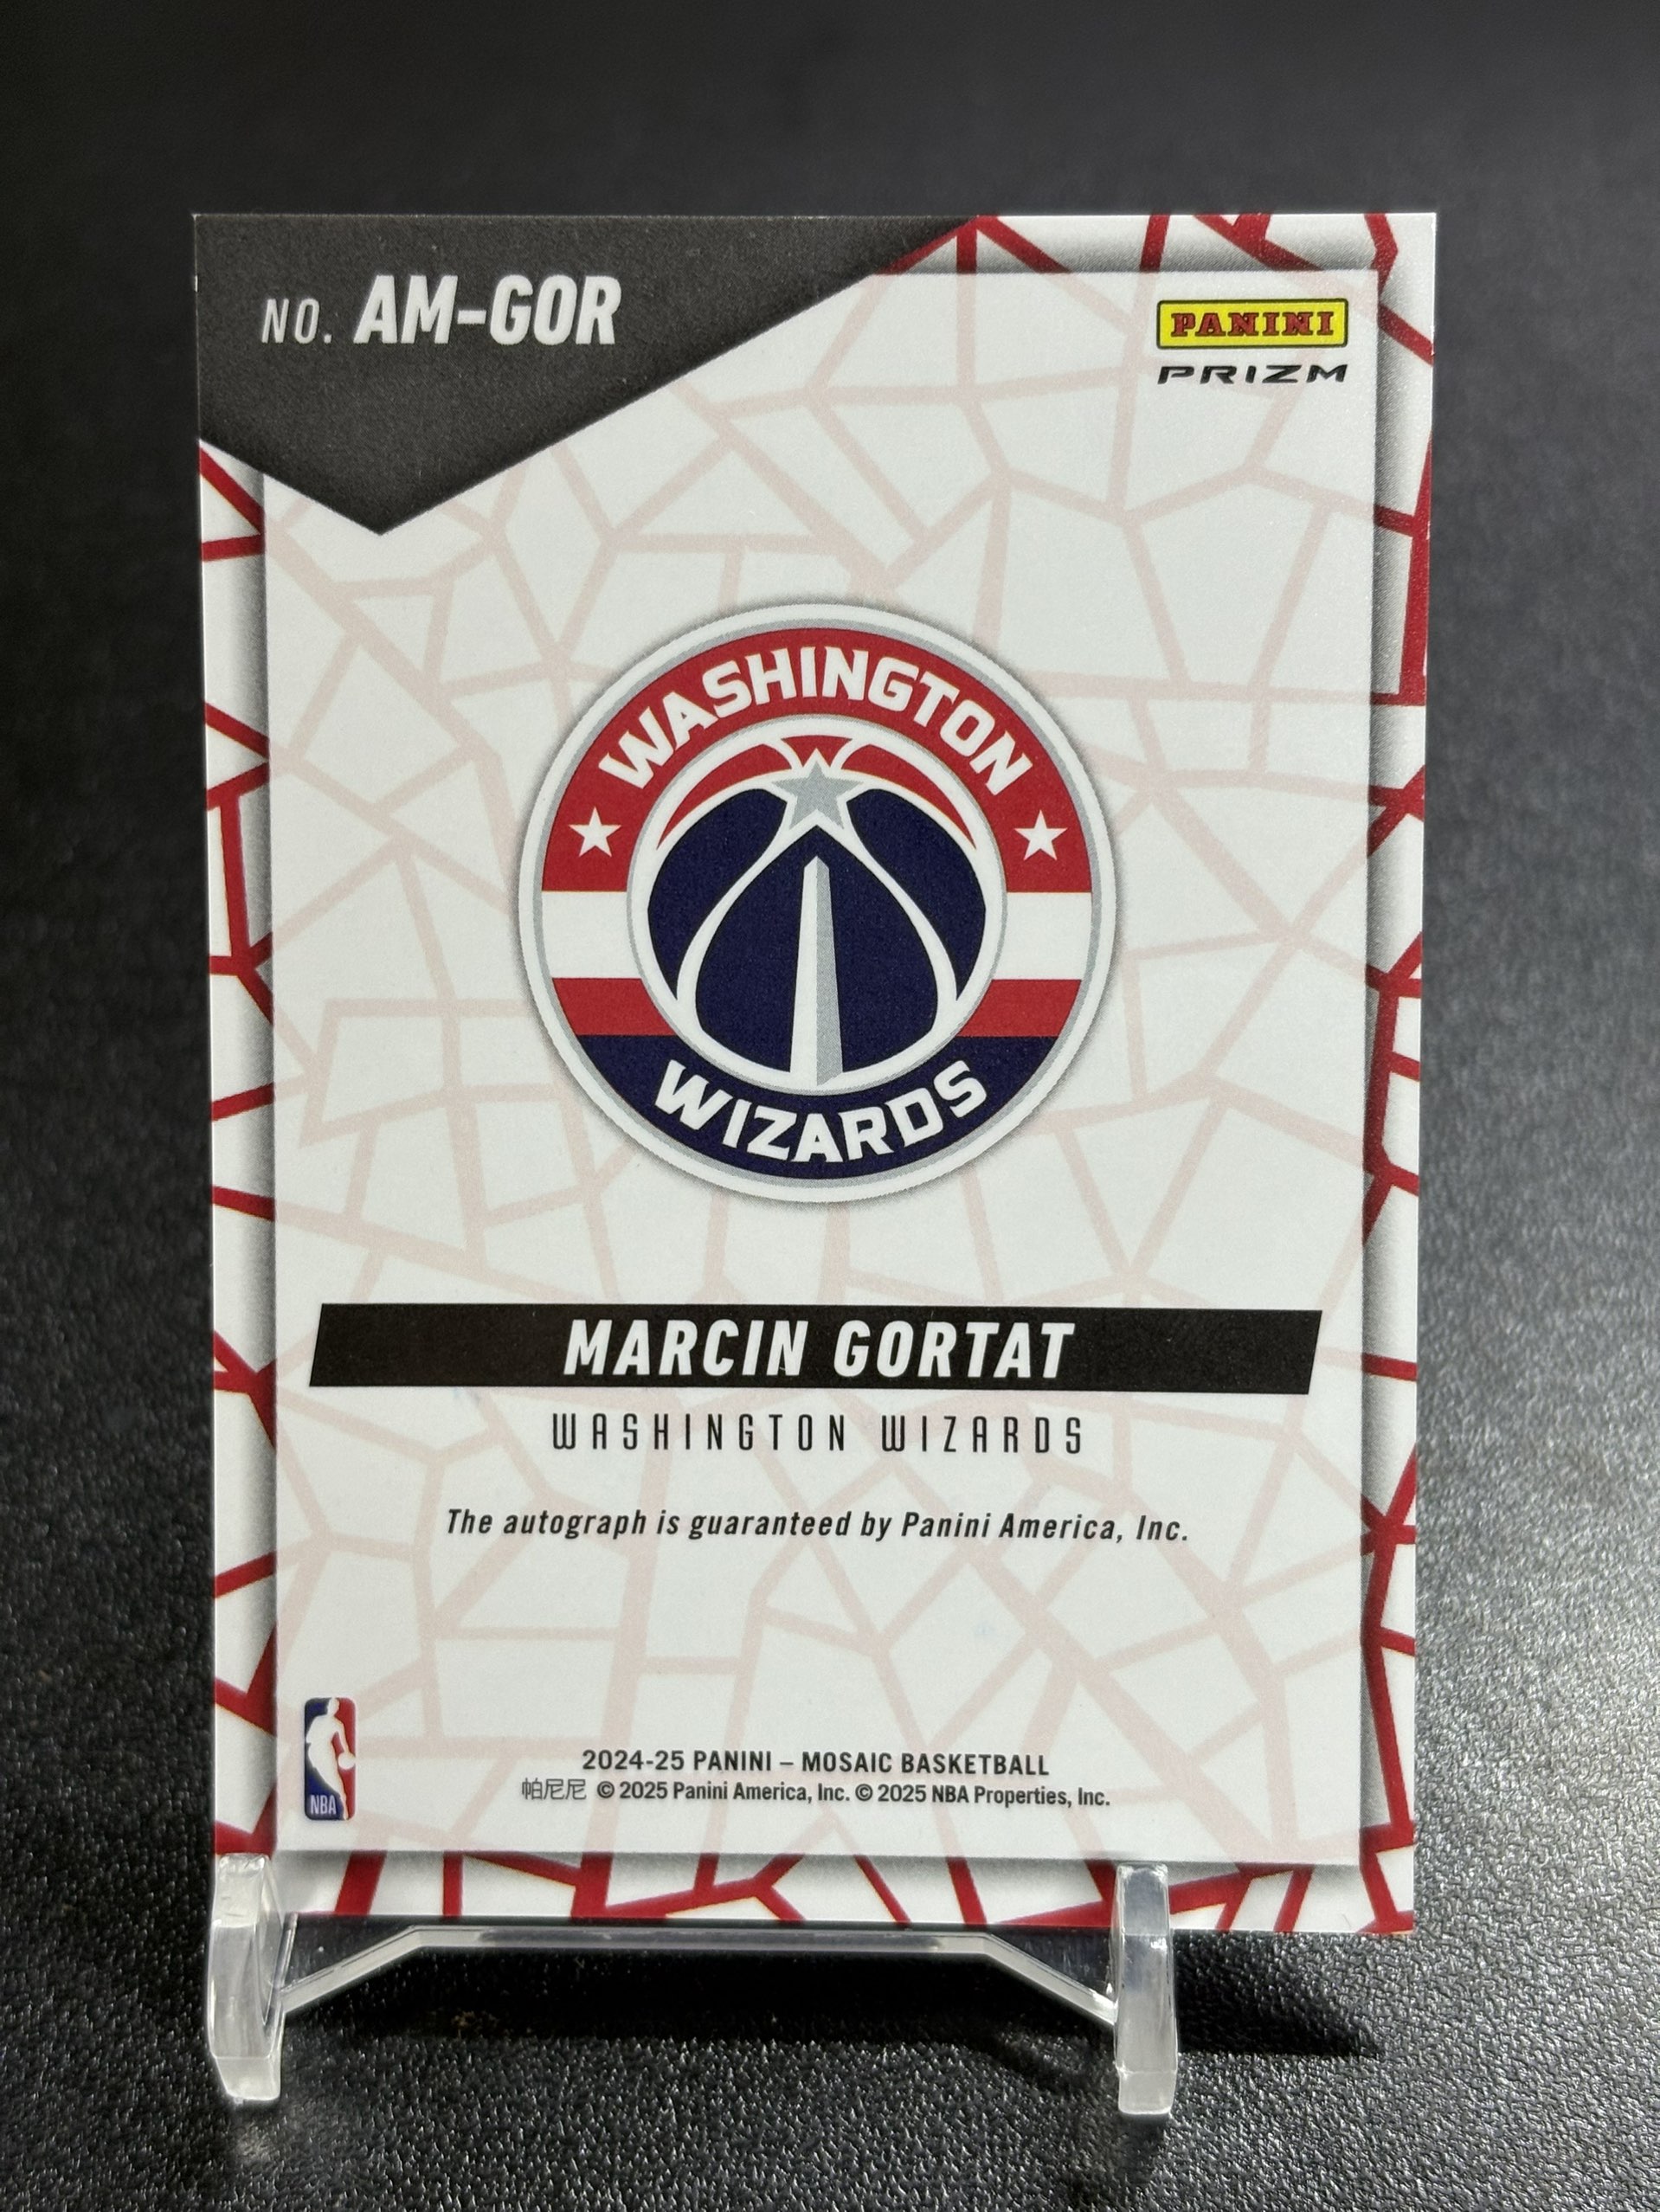 NO. AM-GOR
PANINI
PRIZM
WASHINGTON
WIZARDS
MARCIN GORTAT
WASHINGTON WIZARDS
The autograph is guaranteed by Panini America, Inc.
NBA
2024-25 PANINI – MOSAIC BASKETBALL
帕尼尼 © 2025 Panini America, Inc. © 2025 NBA Properties, Inc.